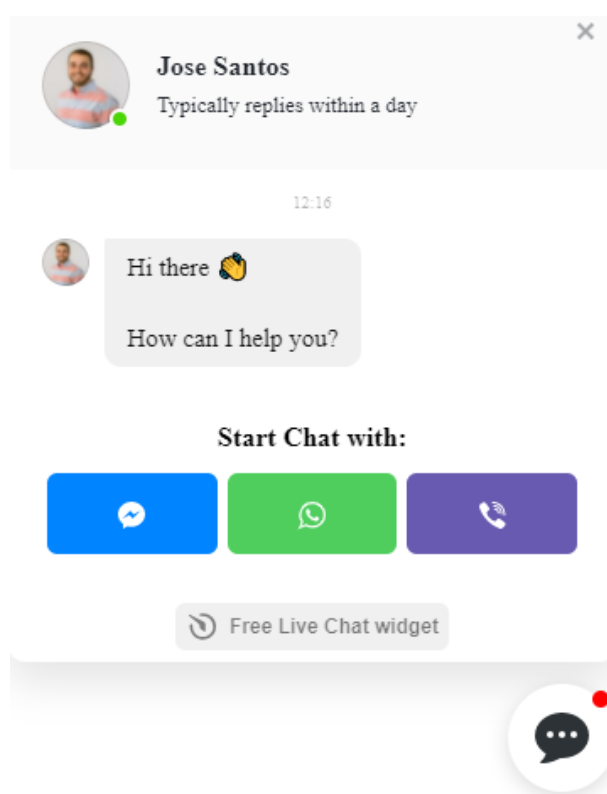 Jose Santos
Typically replies within a day
12:16
Hi there 👋
How can I help you?
Start Chat with:
Free Live Chat widget